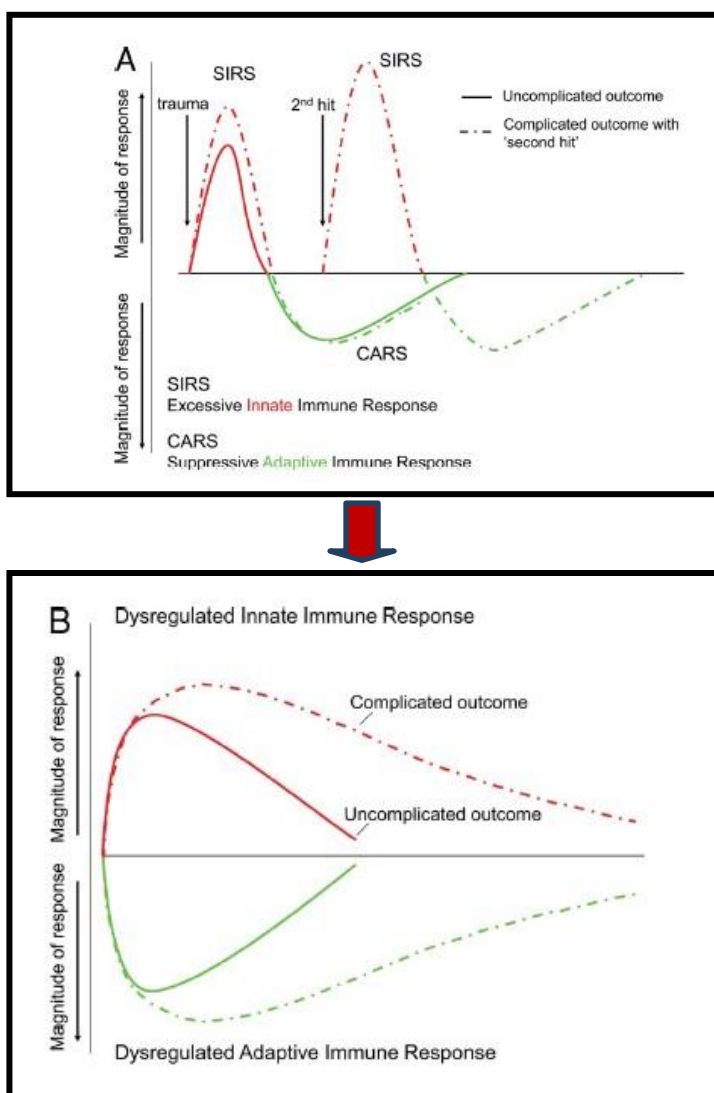 A
SIRS
SIRS
trauma
2nd hit
Uncomplicated outcome
Complicated outcome with
'second hit'
Magnitude of response
Magnitude of response
CARS
SIRS
Excessive Innate Immune Response
CARS
Suppressive Adaptive Immune Response
B
Dysregulated Innate Immune Response
Magnitude of response
Complicated outcome
Uncomplicated outcome
Magnitude of response
Dysregulated Adaptive Immune Response